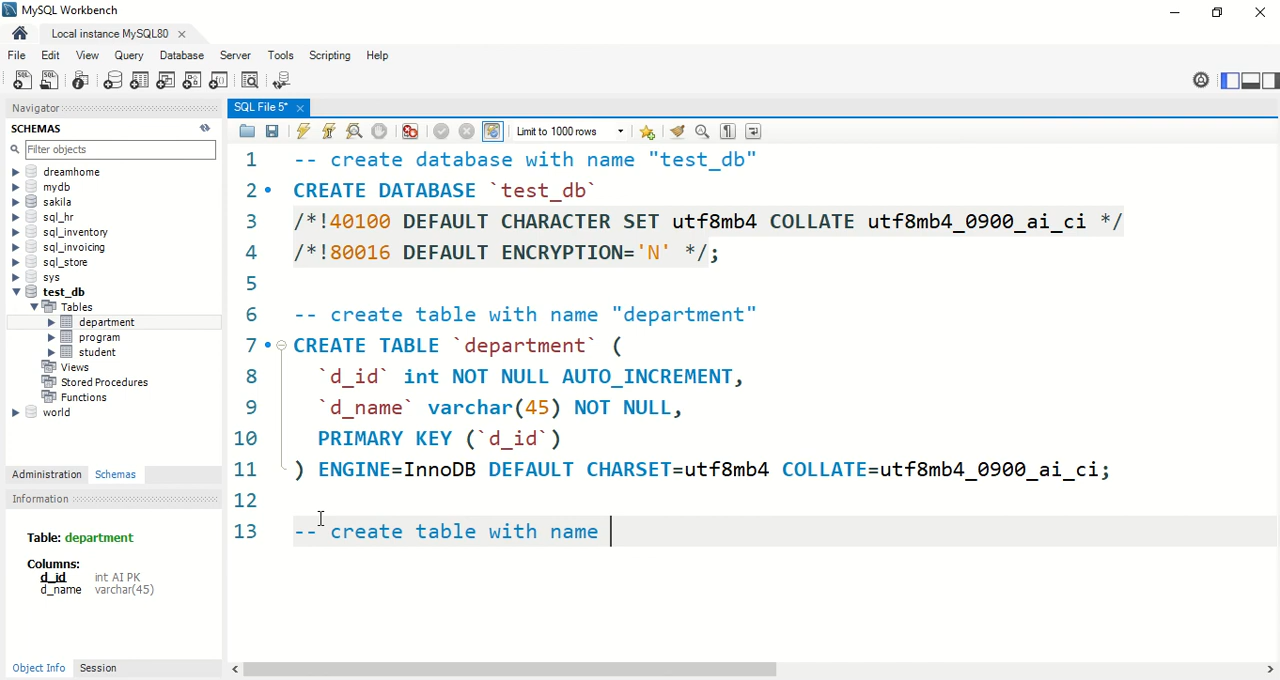 MySQL Workbench
Local instance MySQL80
File Edit View Query Database Server Tools Scripting Help
Navigator
SCHEMAS
Filter objects
dreamhome
mydb
sakila
sql_hr
sql_inventory
sql_invoicing
sql_store
sys
test_db
Tables
department
program
student
Views
Stored Procedures
Functions
world
Administration Schemas
Information
Table: department
Columns:
d_id int AI PK
d_name varchar(45)
Object Info Session
SQL File 5*
Limit to 1000 rows
1 -- create database with name "test_db"
2 CREATE DATABASE `test_db`
3 /*!40100 DEFAULT CHARACTER SET utf8mb4 COLLATE utf8mb4_0900_ai_ci */
4 /*!80016 DEFAULT ENCRYPTION='N' */;
5
6 -- create table with name "department"
7 CREATE TABLE `department` (
8 `d_id` int NOT NULL AUTO_INCREMENT,
9 `d_name` varchar(45) NOT NULL,
10 PRIMARY KEY (`d_id`)
11 ) ENGINE=InnoDB DEFAULT CHARSET=utf8mb4 COLLATE=utf8mb4_0900_ai_ci;
12
13 -- create table with name